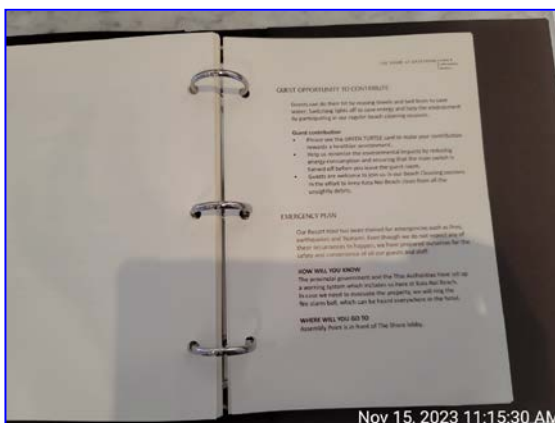 THE SHORE AT KATATHANI
GUEST OPPORTUNITY TO CONTRIBUTE
Guests can do their bit by reusing towels and bed linen to save
water. Switching lights off to save energy and help the environment
by participating in our regular beach cleaning sessions.
Guest contribution
• Please use the GREEN TURTLE card to make your contribution
towards a healthier environment.
• Help us minimize the environmental impacts by reducing
energy consumption and ensuring that the main switch is
turned off before you leave the guest room.
• Guests are welcome to join us in our Beach Cleaning sessions
in the effort to keep Kata Noi Beach clean from all the
unsightly debris.
EMERGENCY PLAN
Our Resort Hotel has been trained for emergencies such as fires,
earthquakes and Tsunami. Even though we do not expect any of
these occurrences to happen, we have prepared ourselves for the
safety and convenience of all our guests and staff.
HOW WILL YOU KNOW
The provincial government and the Thai Authorities have set up
a warning system which includes us here at Kata Noi Beach.
In case we need to evacuate the property, we will ring the
fire alarm bell, which can be heard everywhere in the hotel.
WHERE WILL YOU GO TO
Assembly Point is in front of The Shore lobby.
Nov 15, 2023 11:15:30 AM